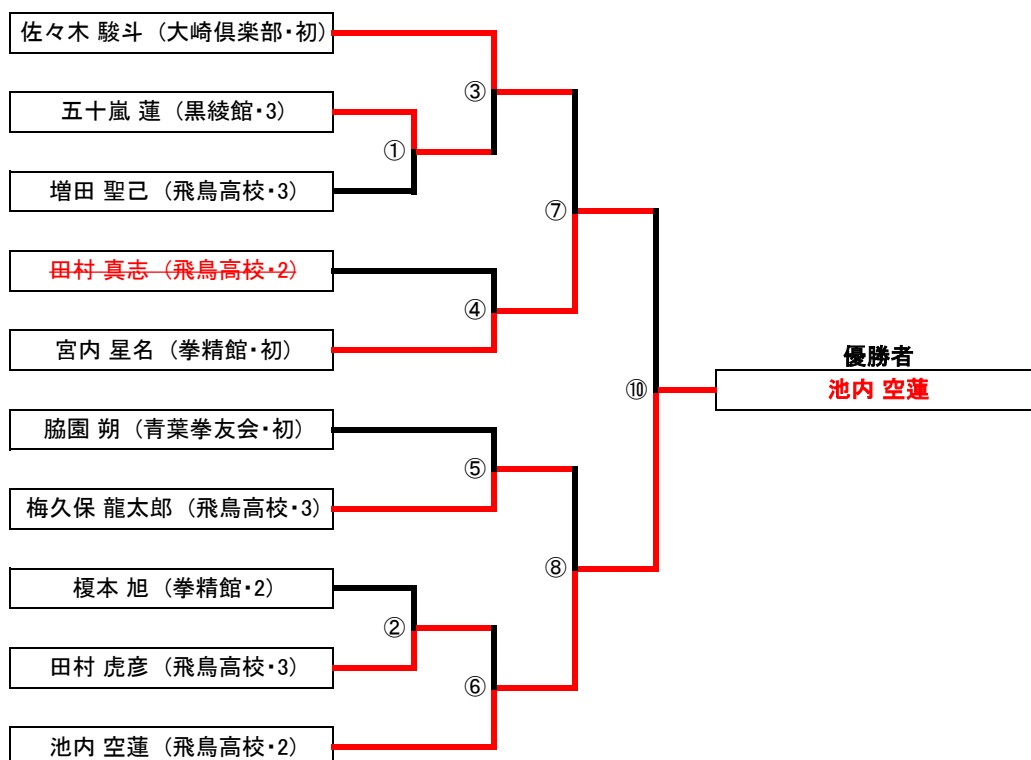 佐々木 駿斗 (大崎倶楽部・初)
③
五十嵐 蓮 (黒綾館・3)
①
増田 聖己 (飛鳥高校・3)
⑦
田村 真志 (飛鳥高校・2)
④
宮内 星名 (拳精館・初)
優勝者
池内 空蓮
⑩
脇園 朔 (青葉拳友会・初)
⑤
梅久保 龍太郎 (飛鳥高校・3)
⑧
榎本 旭 (拳精館・2)
②
田村 虎彦 (飛鳥高校・3)
⑥
池内 空蓮 (飛鳥高校・2)